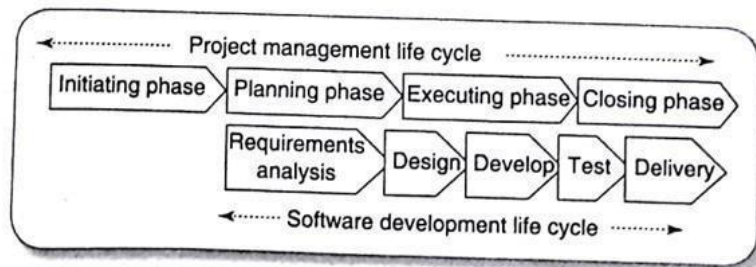 Project management life cycle
Initiating phase Planning phase Executing phase Closing phase
Requirements
analysis Design Develop Test Delivery
Software development life cycle